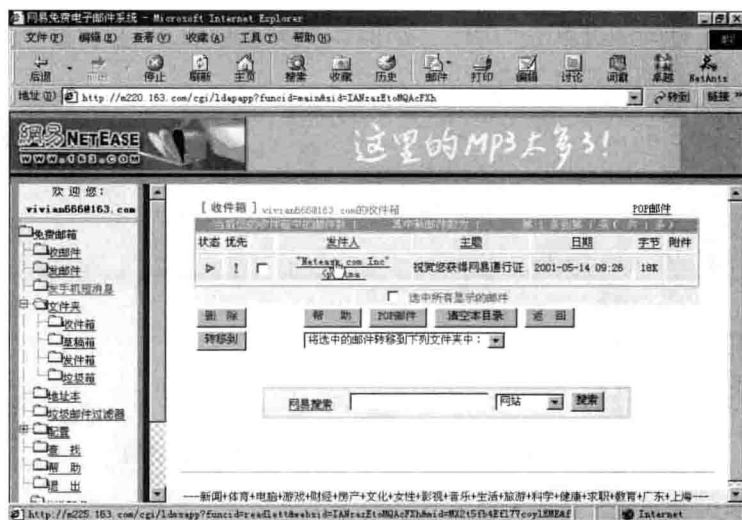 网易免费电子邮件系统 - Microsoft Internet Explorer
文件(F) 编辑(E) 查看(V) 收藏(A) 工具(T) 帮助(H)
后退 停止 刷新 主页 搜索 收藏 历史 邮件 打印 编辑 讨论 词霸 卓越 NetAnts
地址(D) http://m220.163.com/cgi/ldapapp?funcid=main&sid=IANrazEtoMQAcFXh 转到 链接
網易 NETEASE
www.163.com
这里的MP3太多了!
欢迎您:
vivian666@163.com
免费邮箱
收邮件
发邮件
发手机短消息
文件夹
收件箱
草稿箱
发件箱
垃圾箱
地址本
垃圾邮件过滤器
配置
查 找
帮 助
退 出
[ 收件箱 ] vivian666@163.com的收件箱 POP邮件
状态 优先 发件人 主题 日期 字节 附件
! "Netease.com Inc" 祝贺您获得网易通行证 2001-05-14 09:26 18K
选中所有显示的邮件
删 除 帮 助 POP邮件 清空本目录 返 回
转移到 [将选中的邮件转移到下列文件夹中:
网易搜索 网站 搜索
---新闻+体育+电脑+游戏+财经+房产+文化+女性+影视+音乐+生活+旅游+科学+健康+求职+教育+广东+上海---
Internet